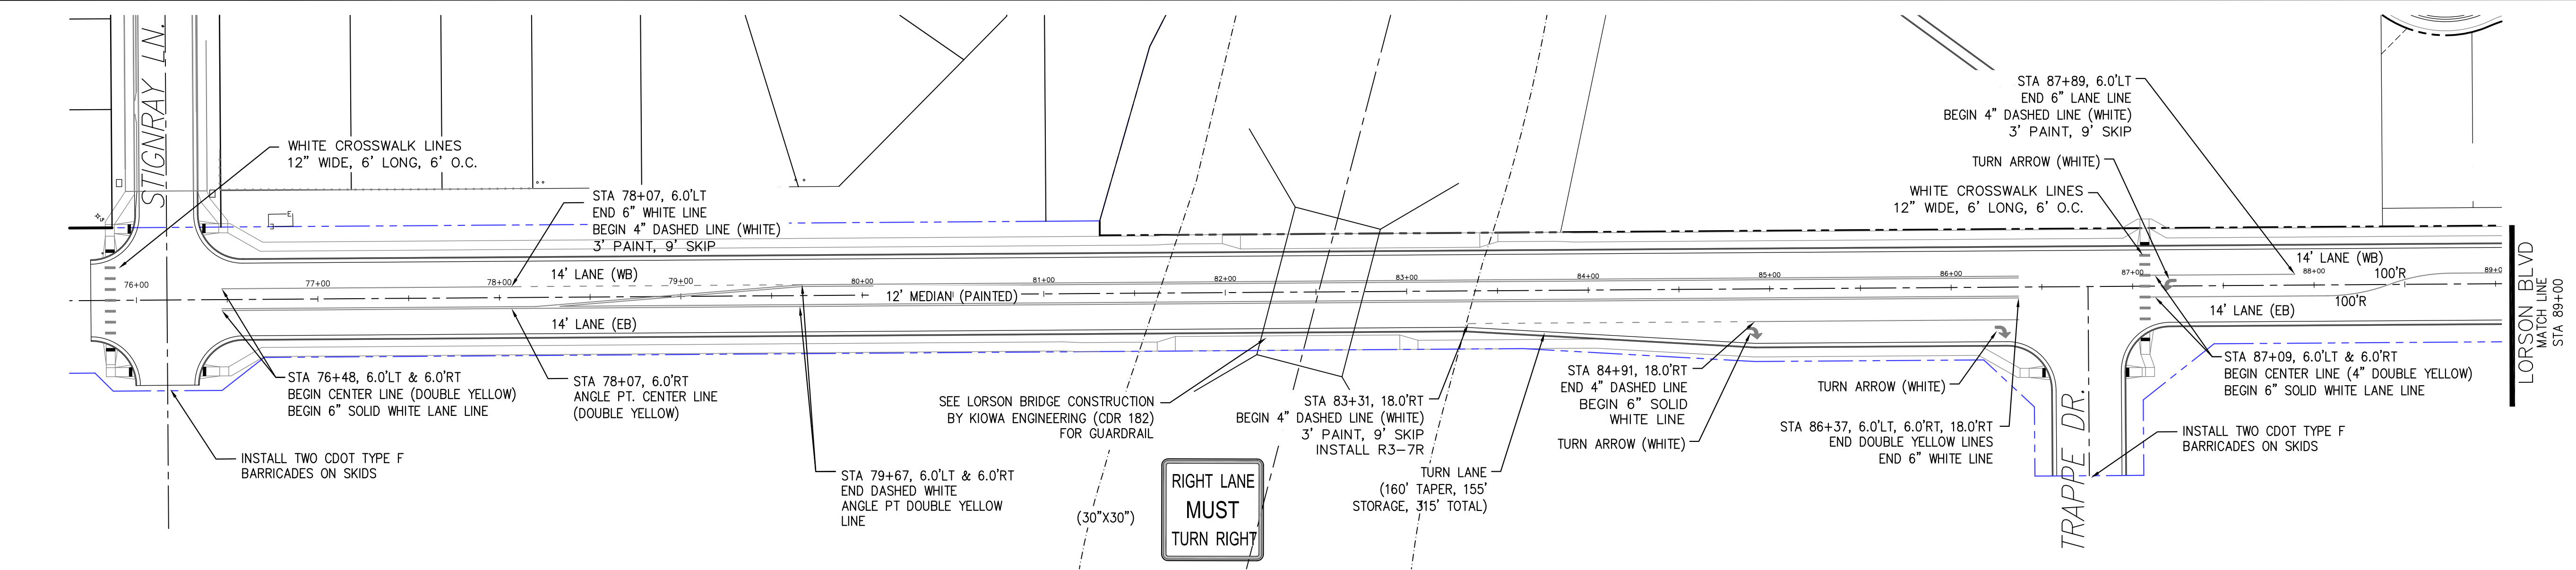 STIGNRAY LN.
WHITE CROSSWALK LINES
12" WIDE, 6' LONG, 6' O.C.
STA 78+07, 6.0'LT
END 6" WHITE LINE
BEGIN 4" DASHED LINE (WHITE)
3' PAINT, 9' SKIP
STA 87+89, 6.0'LT
END 6" LANE LINE
BEGIN 4" DASHED LINE (WHITE)
3' PAINT, 9' SKIP
TURN ARROW (WHITE)
WHITE CROSSWALK LINES
12" WIDE, 6' LONG, 6' O.C.
14' LANE (WB)
14' LANE (WB)
76+00
77+00
78+00
79+00
80+00
81+00
82+00
83+00
84+00
85+00
86+00
87+00
88+00
89+0
100'R
100'R
12' MEDIAN (PAINTED)
14' LANE (EB)
14' LANE (EB)
LORSON BLVD
MATCH LINE
STA 89+00
STA 76+48, 6.0'LT & 6.0'RT
BEGIN CENTER LINE (DOUBLE YELLOW)
BEGIN 6" SOLID WHITE LANE LINE
STA 78+07, 6.0'RT
ANGLE PT. CENTER LINE
(DOUBLE YELLOW)
SEE LORSON BRIDGE CONSTRUCTION
BY KIOWA ENGINEERING (CDR 182)
FOR GUARDRAIL
STA 83+31, 18.0'RT
BEGIN 4" DASHED LINE (WHITE)
3' PAINT, 9' SKIP
INSTALL R3-7R
STA 84+91, 18.0'RT
END 4" DASHED LINE
BEGIN 6" SOLID
WHITE LINE
TURN ARROW (WHITE)
TURN ARROW (WHITE)
STA 86+37, 6.0'LT, 6.0'RT, 18.0'RT
END DOUBLE YELLOW LINES
END 6" WHITE LINE
STA 87+09, 6.0'LT & 6.0'RT
BEGIN CENTER LINE (4" DOUBLE YELLOW)
BEGIN 6" SOLID WHITE LANE LINE
INSTALL TWO CDOT TYPE F
BARRICADES ON SKIDS
INSTALL TWO CDOT TYPE F
BARRICADES ON SKIDS
STA 79+67, 6.0'LT & 6.0'RT
END DASHED WHITE
ANGLE PT DOUBLE YELLOW
LINE
TURN LANE
(160' TAPER, 155'
STORAGE, 315' TOTAL)
(30"X30")
RIGHT LANE
MUST
TURN RIGHT
TRAPPE DR.